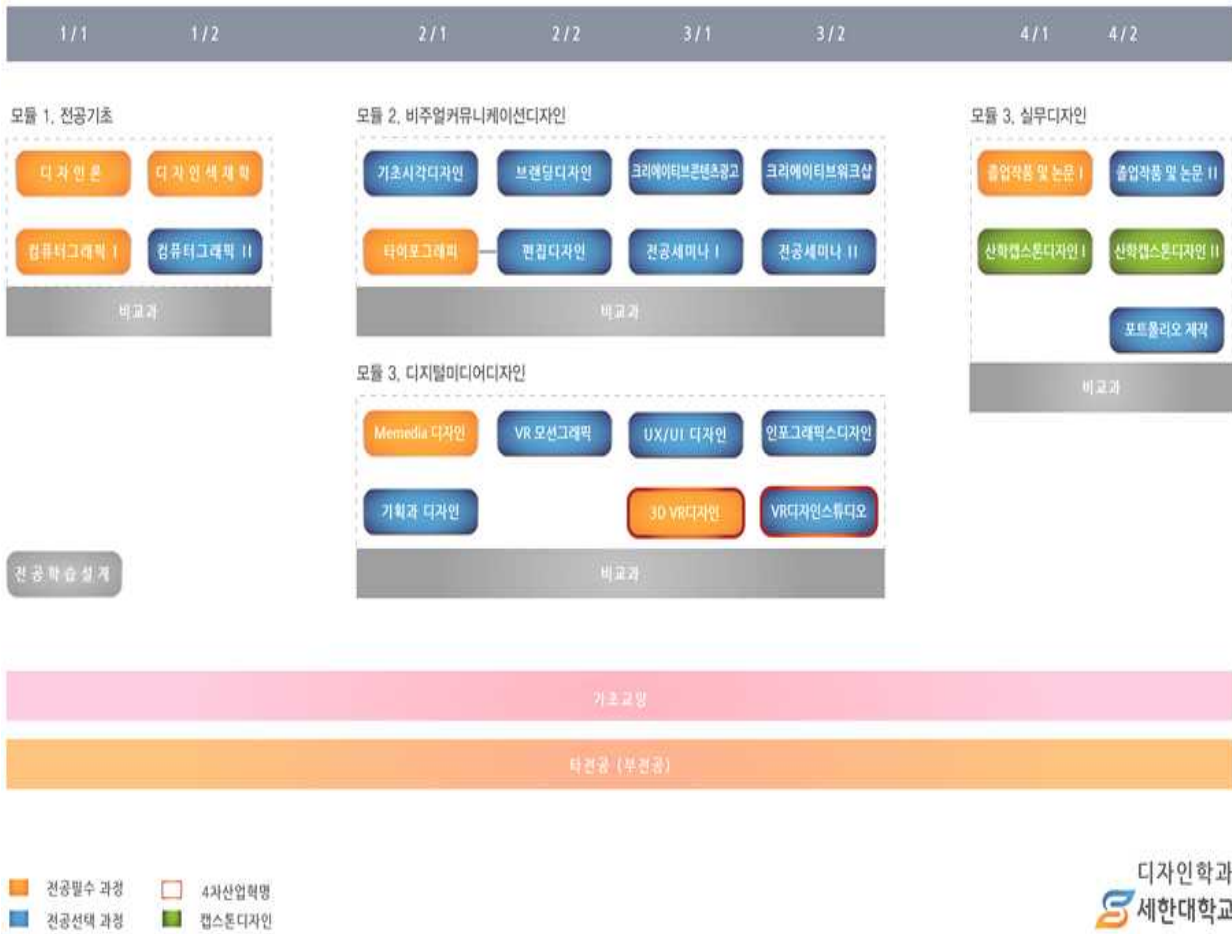 1/1 1/2 2/1 2/2 3/1 3/2 4/1 4/2
모듈 1, 전공기초
디자인론 디자인색채학
컴퓨터그래픽 I 컴퓨터그래픽 II
비교과
모듈 2, 비주얼커뮤니케이션디자인
기초시각디자인 브랜딩디자인 크리에이티브콘텐츠광고 크리에이티브워크샵
타이포그래피 편집디자인 전공세미나 I 전공세미나 II
비교과
모듈 3, 디지털미디어디자인
Memedia 디자인 VR 모션그래픽 UX/UI 디자인 인포그래픽스디자인
기획과 디자인 3D VR디자인 VR디자인스튜디오
비교과
모듈 3, 실무디자인
졸업작품 및 논문 I 졸업작품 및 논문 II
산학캡스톤디자인 I 산학캡스톤디자인 II
포트폴리오 제작
비교과
전공학습설계
기초교양
타전공 (부전공)
전공필수 과정 4차산업혁명
전공선택 과정 캡스톤디자인
디자인학과
세한대학교